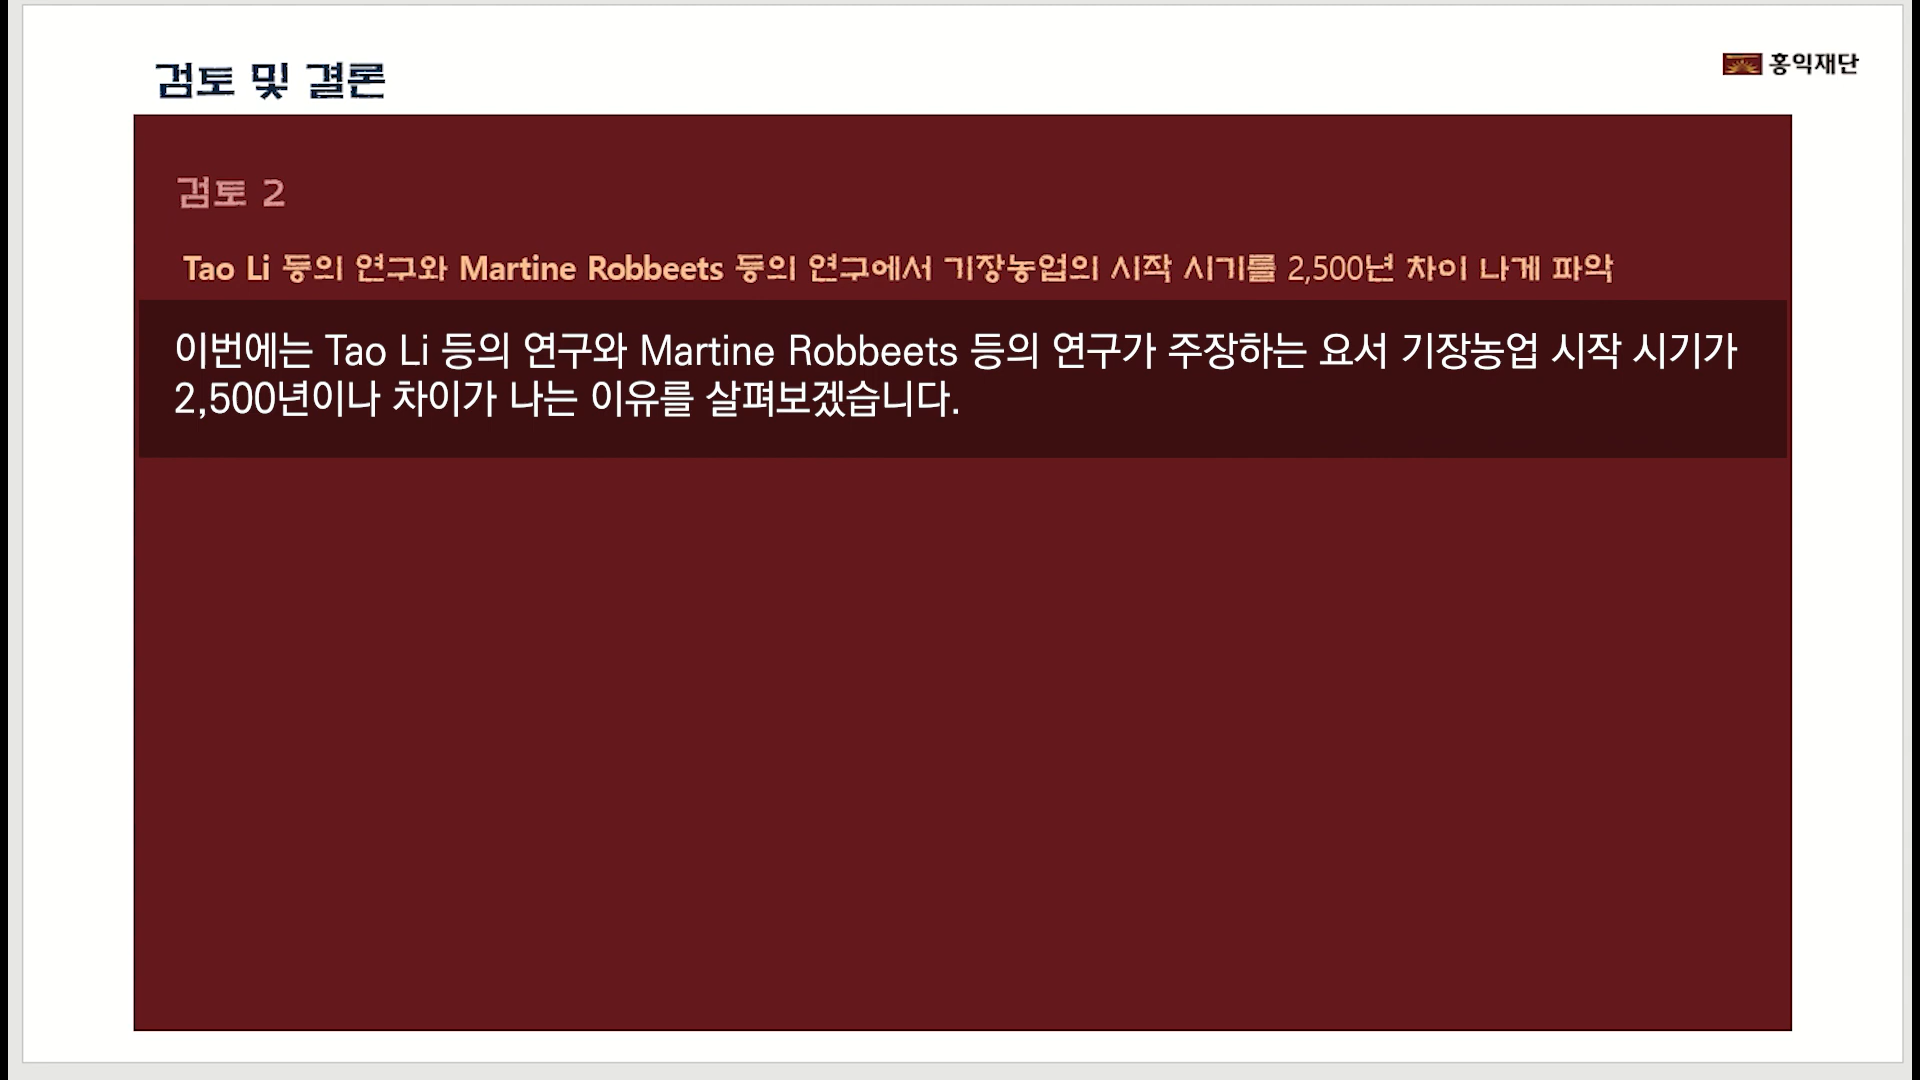 검토 및 결론
홍익재단
검토 2
Tao Li 등의 연구와 Martine Robbeets 등의 연구에서 기장농업의 시작 시기를 2,500년 차이 나게 파악
이번에는 Tao Li 등의 연구와 Martine Robbeets 등의 연구가 주장하는 요서 기장농업 시작 시기가
2,500년이나 차이가 나는 이유를 살펴보겠습니다.